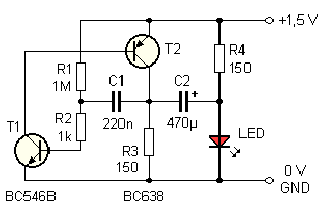 +1,5 V
T2
R4
150
R1
1M
C1
220n
C2
+
470µ
R2
1k
T1
LED
R3
150
0 V
GND
BC546B
BC638